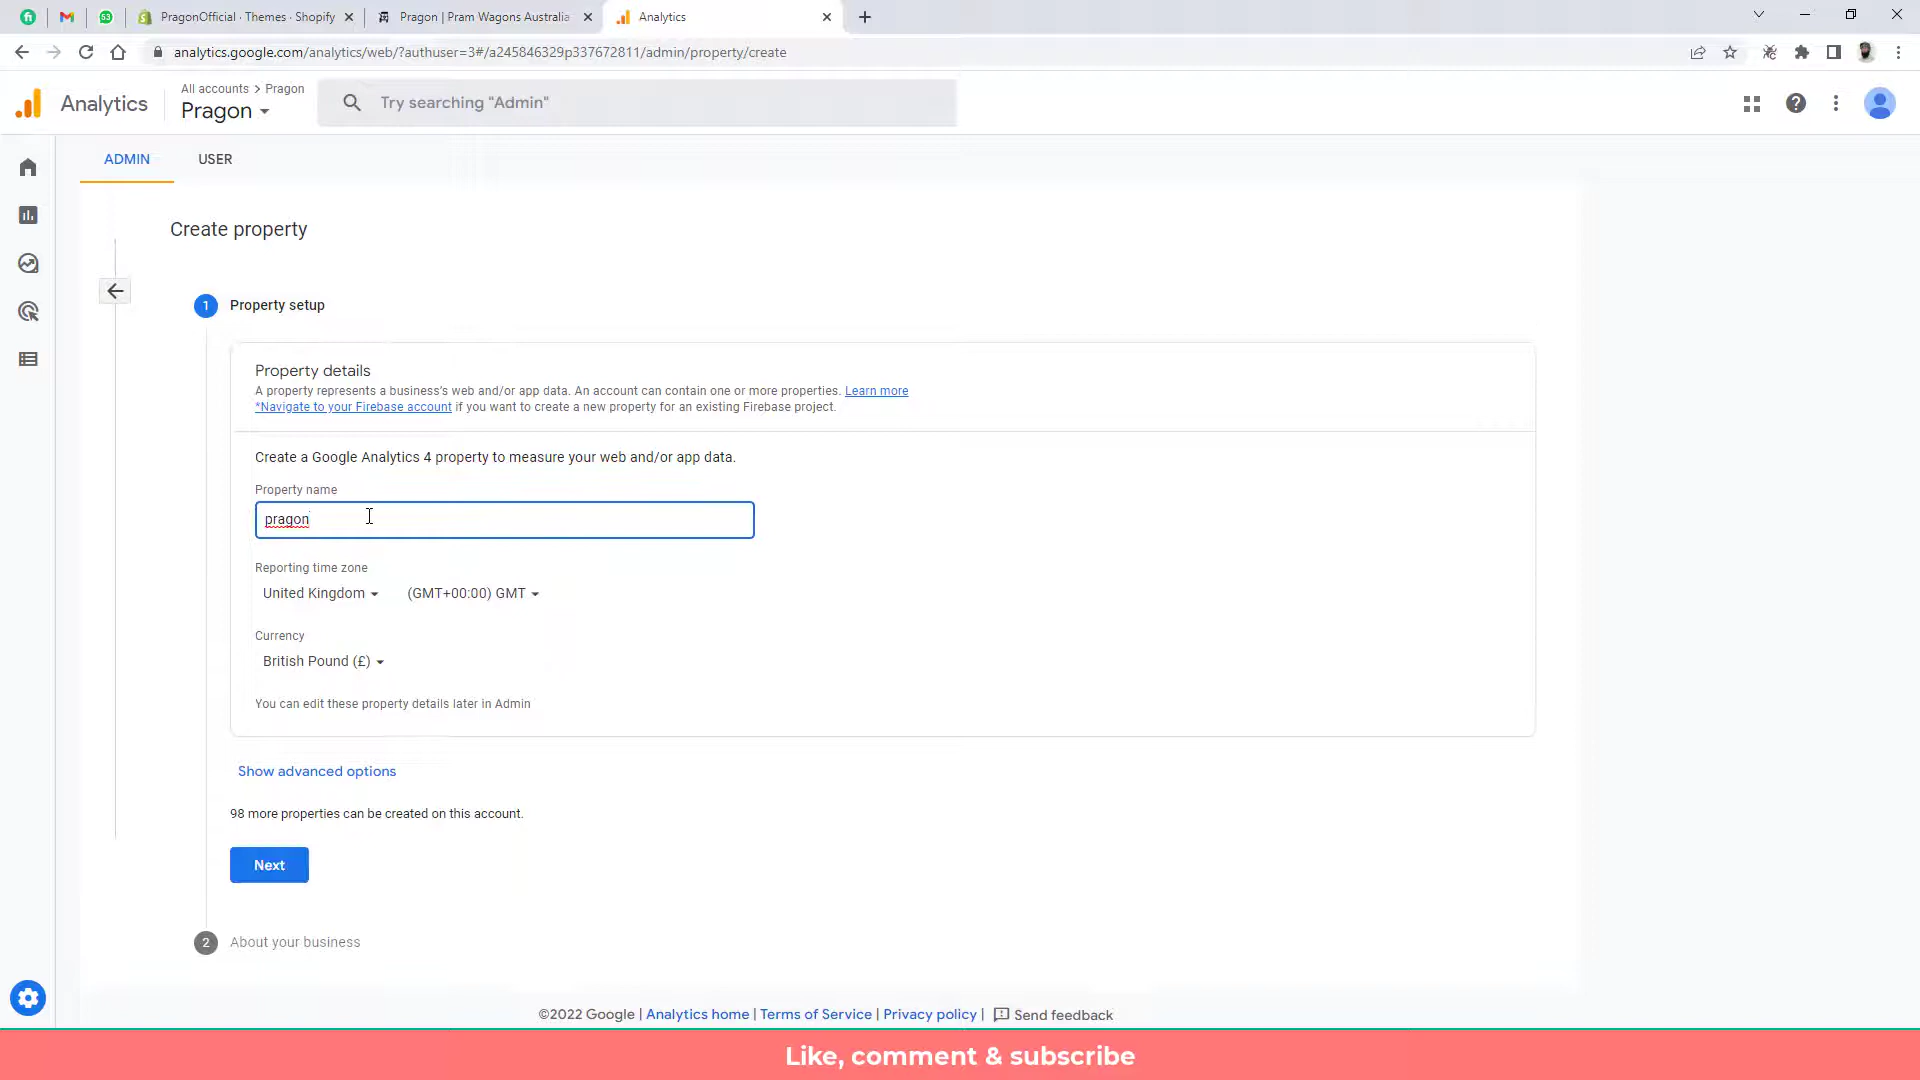 53
PragonOfficial · Themes · Shopify
Pragon | Pram Wagons Australia
Analytics
analytics.google.com/analytics/web/?authuser=3#/a245846329p337672811/admin/property/create
Analytics
All accounts > Pragon
Pragon
Try searching "Admin"
ADMIN
USER
Create property
1 Property setup
Property details
A property represents a business's web and/or app data. An account can contain one or more properties. Learn more
*Navigate to your Firebase account if you want to create a new property for an existing Firebase project.
Create a Google Analytics 4 property to measure your web and/or app data.
Property name
pragon
Reporting time zone
United Kingdom (GMT+00:00) GMT
Currency
British Pound (£)
You can edit these property details later in Admin
Show advanced options
98 more properties can be created on this account.
Next
2 About your business
©2022 Google | Analytics home | Terms of Service | Privacy policy | Send feedback
Like, comment & subscribe